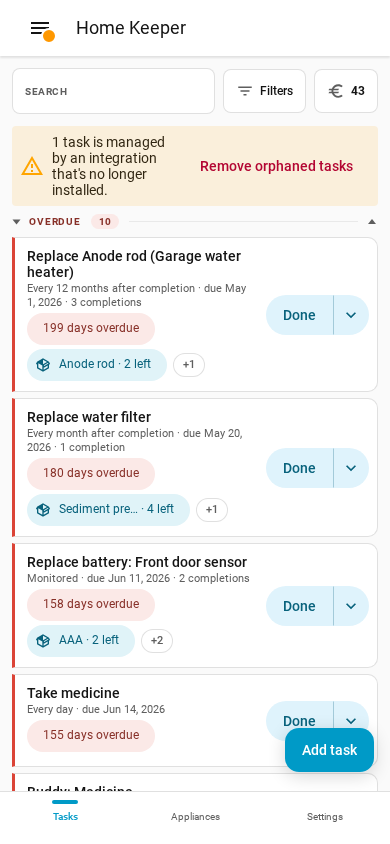 Home Keeper
SEARCH
Filters
€ 43
1 task is managed
by an integration
that's no longer
installed.
Remove orphaned tasks
OVERDUE 10
Replace Anode rod (Garage water
heater)
Every 12 months after completion · due May
1, 2026 · 3 completions
199 days overdue
Anode rod · 2 left
+1
Done
Replace water filter
Every month after completion · due May 20,
2026 · 1 completion
180 days overdue
Sediment pre… · 4 left
+1
Done
Replace battery: Front door sensor
Monitored · due Jun 11, 2026 · 2 completions
158 days overdue
AAA · 2 left
+2
Done
Take medicine
Every day · due Jun 14, 2026
155 days overdue
Done
Add task
Buddy: Medicine
Tasks
Appliances
Settings